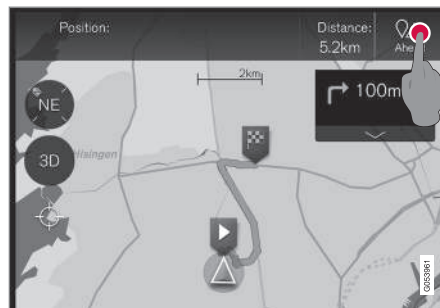 Position:
Distance:
5.2km
Ahe
2km
100m
NE
3D
Hisingen
G053961